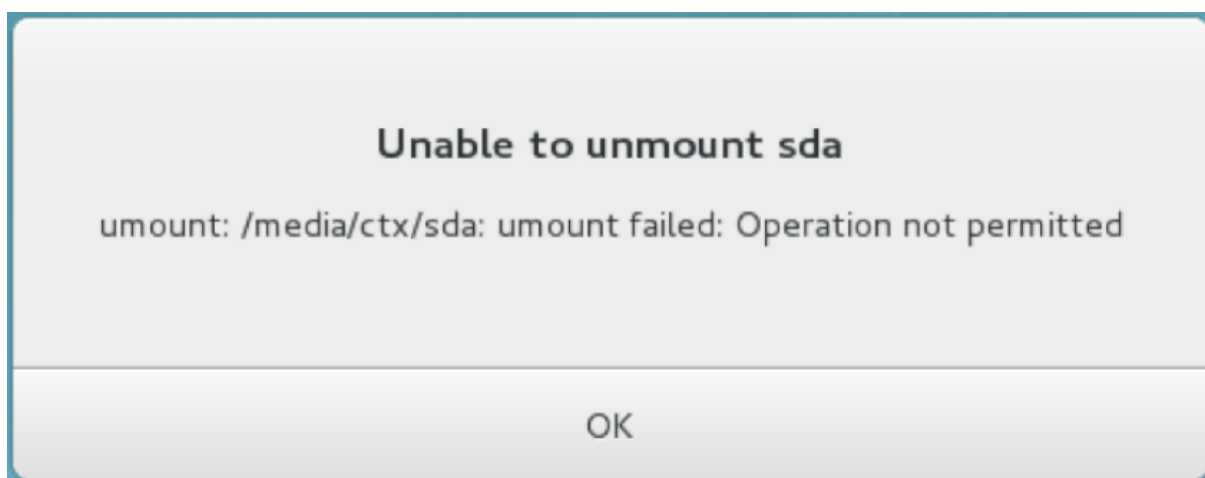 Unable to unmount sda
umount: /media/ctx/sda: umount failed: Operation not permitted
OK